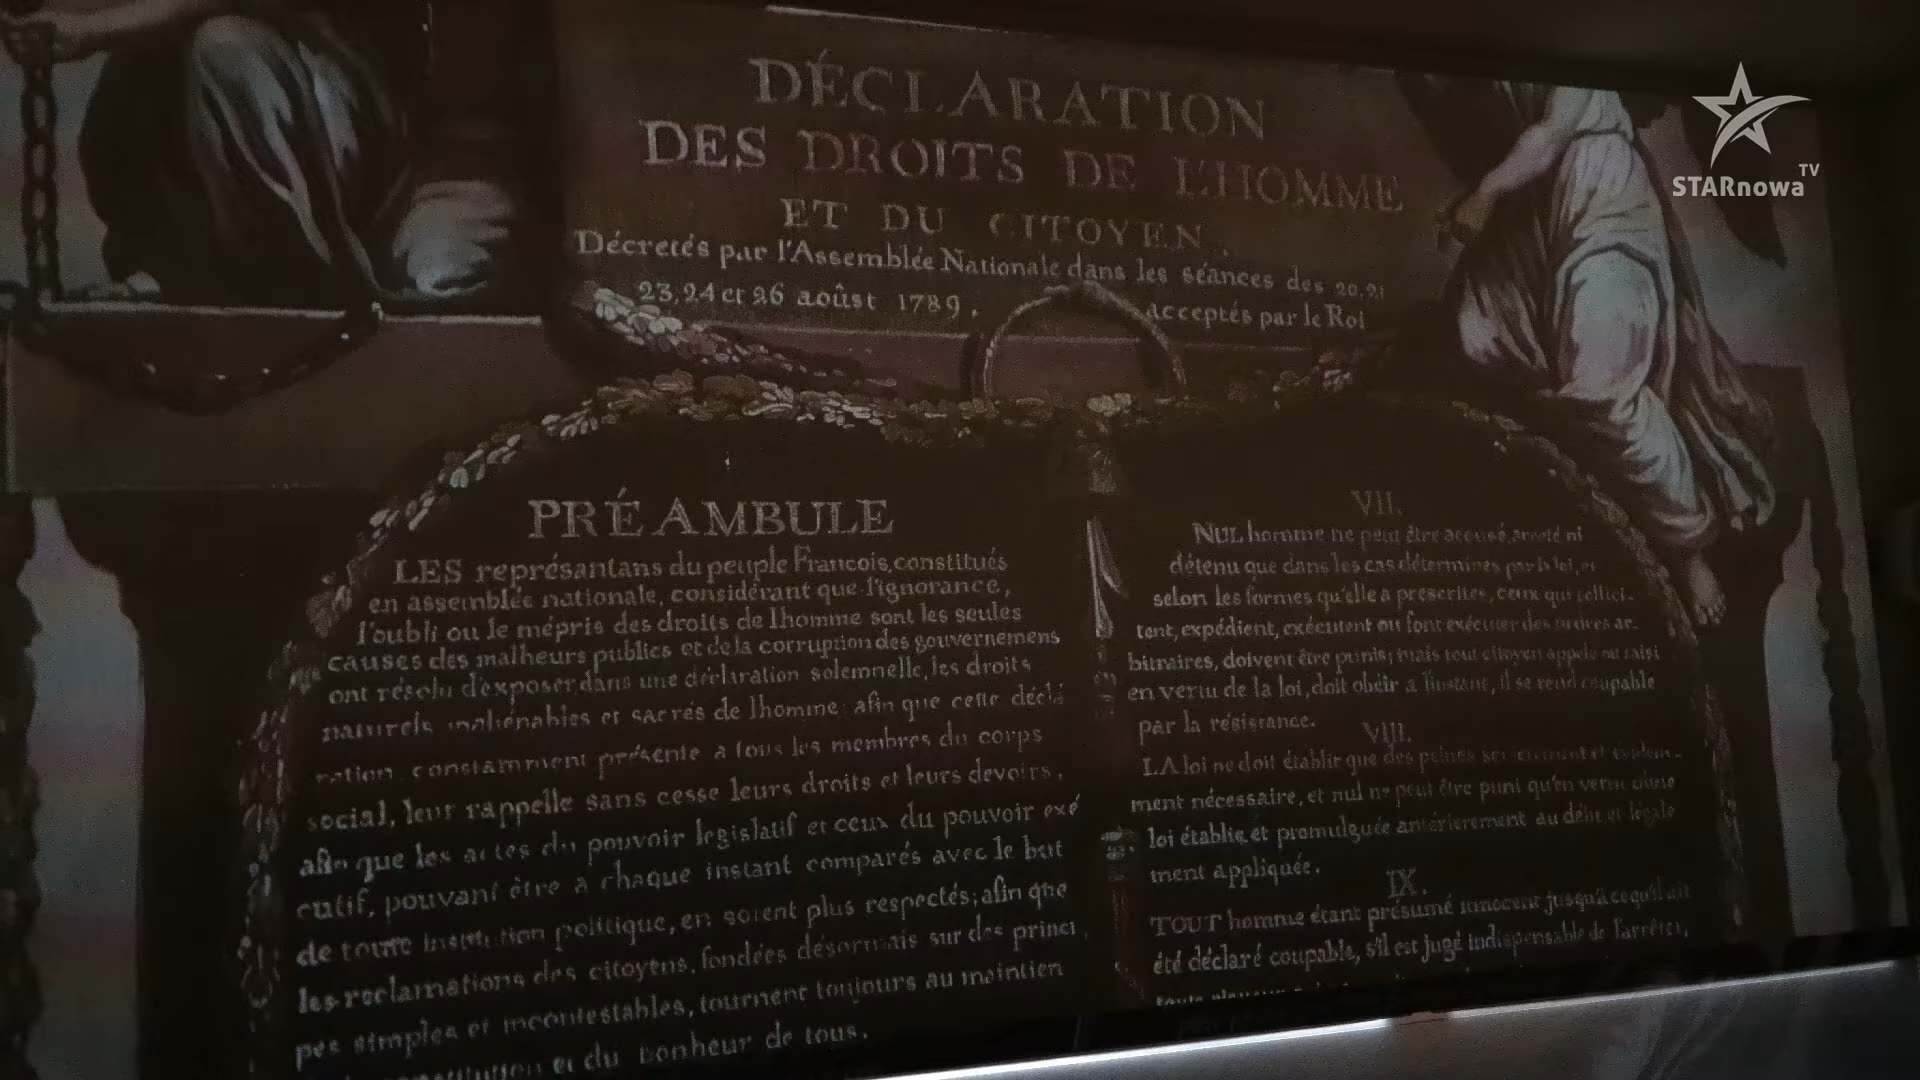 DÉCLARATION
DES DROITS DE L'HOMME
ET DU CITOYEN,
Décretés par l'Assemblée Nationale dans les séances des 20, 21
23, 24 et 26 aoûst 1789, acceptés par le Roi
PRÉAMBULE
LES représantans du peuple Francois, constitués
en assemblée nationale, considérant que l'ignorance,
l'oubli ou le mépris des droits de lhomme sont les seules
causes des malheurs publics et de la corruption des gouvernemens
ont résolu d'exposer, dans une déclaration solemnelle, les droits
naturels inaliénables et sacrés de lhomme afin que cette décla
ration constamment présente a tous les membres du corps
social, leur rappelle sans cesse leurs droits et leurs devoirs,
afin que les actes du pouvoir legislatif et ceux du pouvoir exé
cutif, pouvant être a chaque instant comparés avec le but
de toute institution politique, en soient plus respectés; afin que
les reclamations des citoyens, fondées désormais sur des princi
pes simples et incontestables, tournent toujours au maintien
et du bonheur de tous.
VII.
NUL homme ne peut être accusé, arreté ni
détenu que dans les cas déterminés par la loi, et
selon les formes qu'elle a prescrites, ceux qui sollici-
tent, expédient, exécutent ou font exécuter des ordres ar-
bitraires, doivent être punis; mais tout citoyen appelé ou saisi
en vertu de la loi, doit obéir a l'instant, il se rend coupable
par la résistance.
VIII.
LA loi ne doit établir que des peines
ment nécessaire, et nul ne peut être puni qu'en vertu
loi établie et promulguée antérierement au délit et légale
ment appliquée.
IX.
TOUT homme étant présumé innocent jusqu'a cequ'il ait
été déclaré coupable, s'il est jugé indispensable de l'arrêter,
STARnowa TV